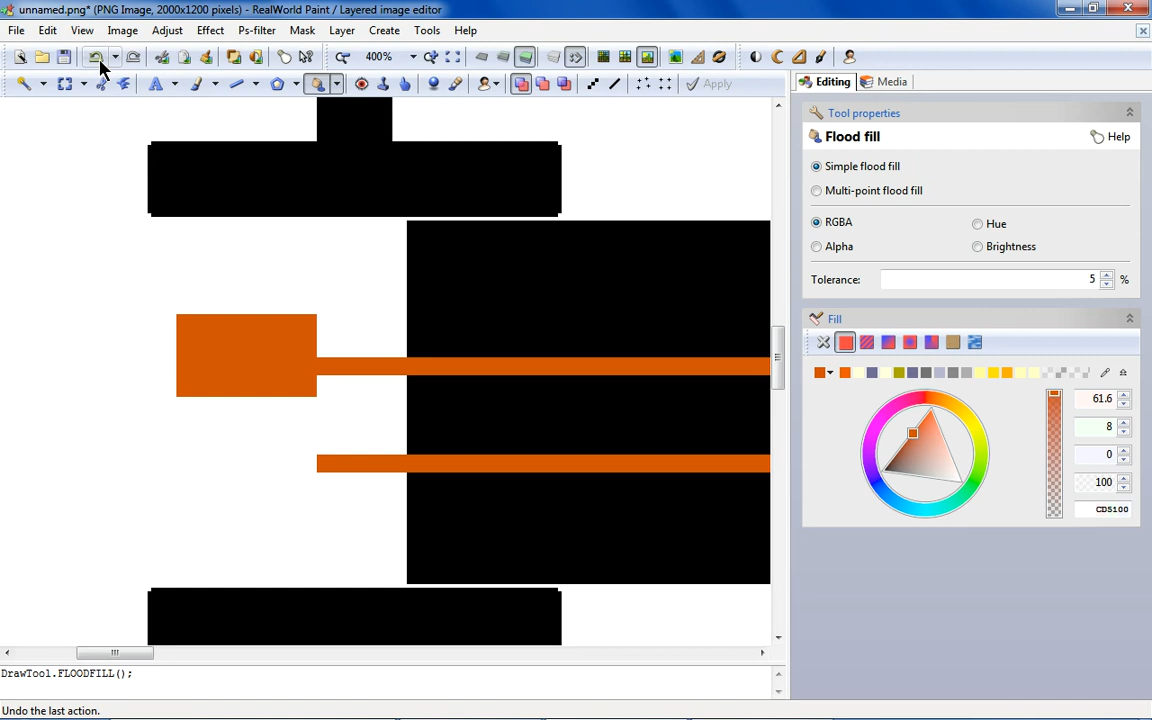 unnamed.png* (PNG Image, 2000x1200 pixels) - RealWorld Paint / Layered image editor
File Edit View Image Adjust Effect Ps-filter Mask Layer Create Tools Help
400%
Apply
Editing Media
Tool properties
Flood fill Help
Simple flood fill
Multi-point flood fill
RGBA Hue
Alpha Brightness
Tolerance: 5 %
Fill
61.6
8
0
100
CD5100
DrawTool.FLOODFILL();
Undo the last action.